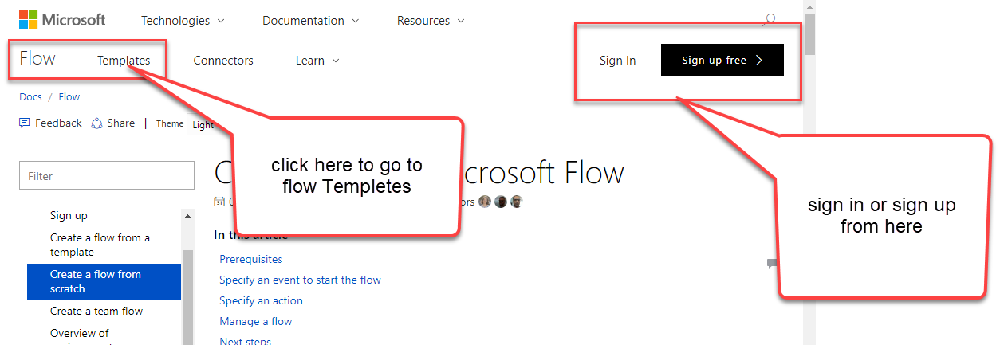 Microsoft
Technologies
Documentation
Resources
Flow
Templates
Connectors
Learn
Sign In
Sign up free
Docs / Flow
Feedback
Share
Theme
Light
click here to go to
flow Templetes
sign in or sign up
from here
Filter
Sign up
Create a flow from a
template
Create a flow from
scratch
Create a team flow
Overview of
crosoft Flow
31
ors
In this article
Prerequisites
Specify an event to start the flow
Specify an action
Manage a flow
Next steps